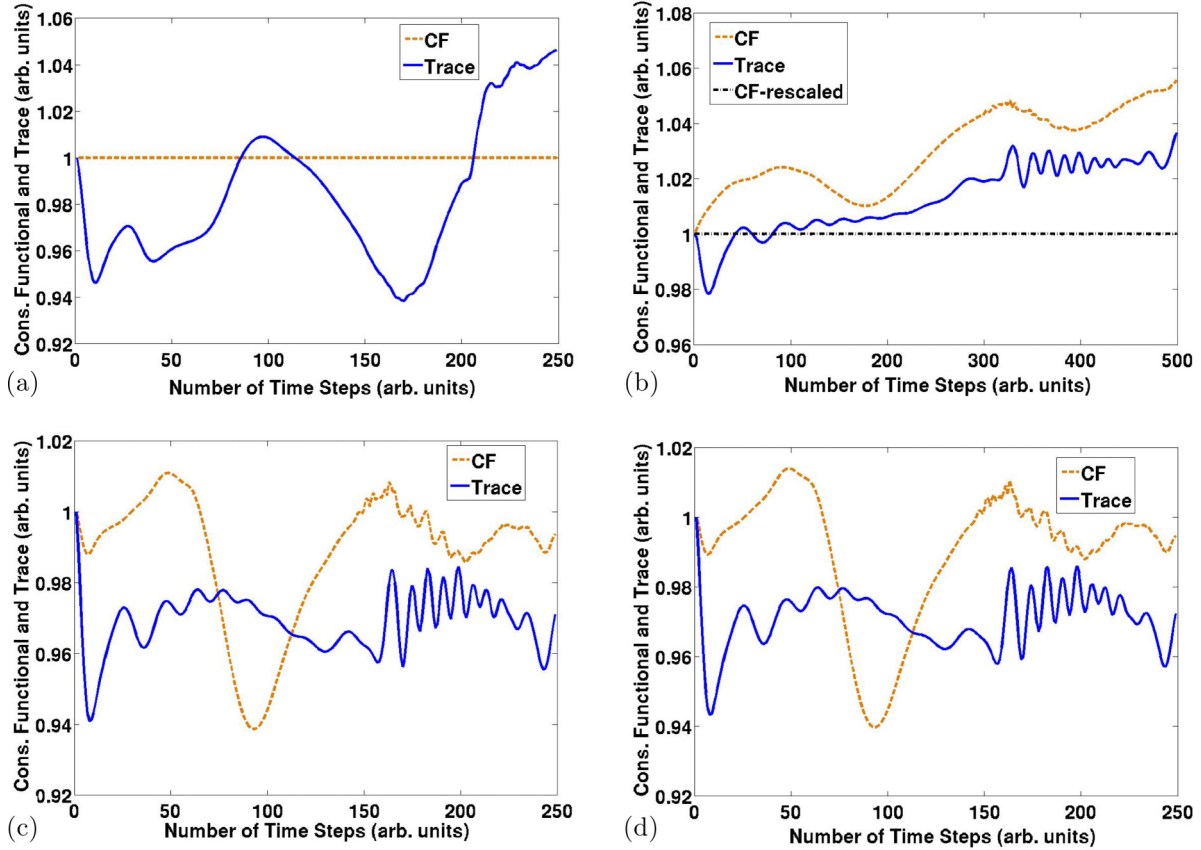 Cons. Functional and Trace (arb. units)
1.06
1.04
1.02
1
0.98
0.96
0.94
0.92
CF
Trace
0
50
100
150
200
250
Number of Time Steps (arb. units)
(a)
Cons. Functional and Trace (arb. units)
1.08
1.06
1.04
1.02
1
0.98
0.96
CF
Trace
CF-rescaled
0
100
200
300
400
500
Number of Time Steps (arb. units)
(b)
Cons. Functional and Trace (arb. units)
1.02
1
0.98
0.96
0.94
0.92
CF
Trace
0
50
100
150
200
250
Number of Time Steps (arb. units)
(c)
Cons. Functional and Trace (arb. units)
1.02
1
0.98
0.96
0.94
0.92
CF
Trace
0
50
100
150
200
250
Number of Time Steps (arb. units)
(d)